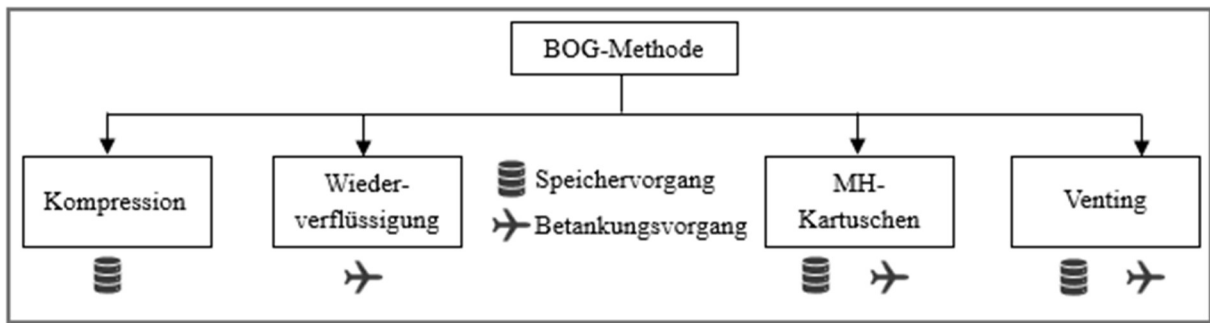 BOG-Methode
Kompression
Wieder-
verflüssigung
Speichervorgang
Betankungsvorgang
MH-
Kartuschen
Venting